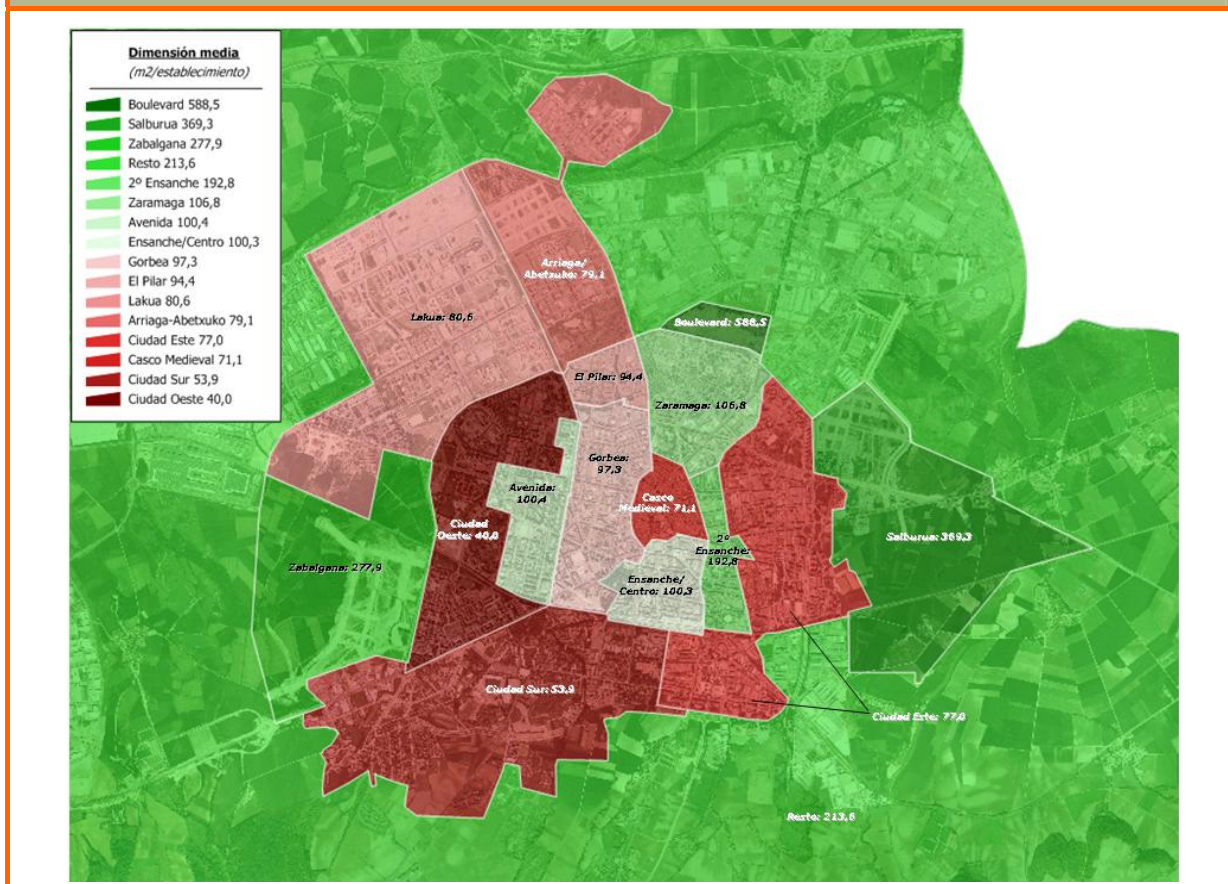 Dimensión media
(m2/establecimiento)
Boulevard 588,5
Salburua 369,3
Zabalgana 277,9
Resto 213,6
2º Ensanche 192,8
Zaramaga 106,8
Avenida 100,4
Ensanche/Centro 100,3
Gorbea 97,3
El Pilar 94,4
Lakua 80,6
Arriaga-Abetxuko 79,1
Ciudad Este 77,0
Casco Medieval 71,1
Ciudad Sur 53,9
Ciudad Oeste 40,0
Arriaga/
Abetxuko: 79,1
Lakua: 80,6
Boulevard: 588,5
El Pilar: 94,4
Zaramaga: 106,8
Gorbea:
97,3
Avenida:
100,4
Casco
Medieval: 71,1
Ciudad
Oeste: 40,0
Salburua: 369,3
2º
Ensanche:
192,8
Zabalgana: 277,9
Ensanche/
Centro: 100,3
Ciudad Sur: 53,9
Ciudad Este: 77,0
Resto: 213,6